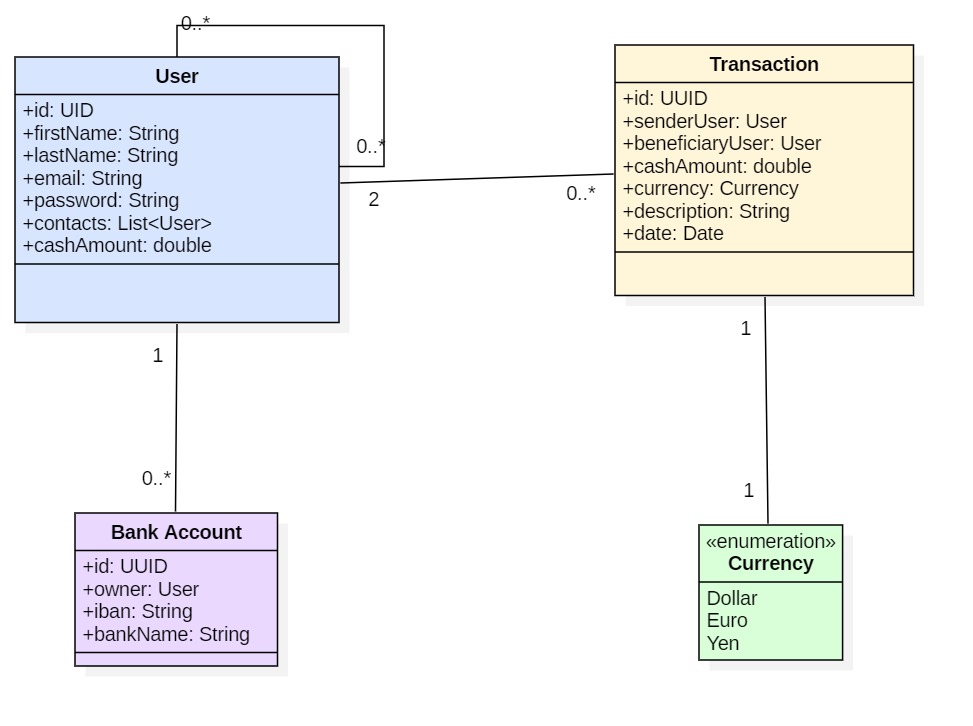 0..*
User
+id: UID
+firstName: String
+lastName: String
+email: String
+password: String
+contacts: List<User>
+cashAmount: double
0..*
2
0..*
Transaction
+id: UUID
+senderUser: User
+beneficiaryUser: User
+cashAmount: double
+currency: Currency
+description: String
+date: Date
1
0..*
Bank Account
+id: UUID
+owner: User
+iban: String
+bankName: String
1
1
«enumeration»
Currency
Dollar
Euro
Yen